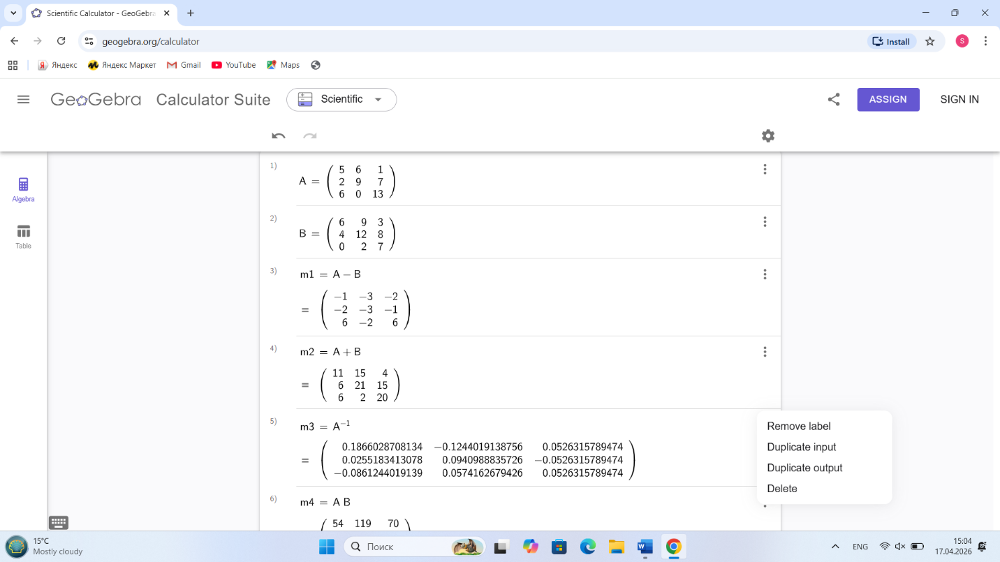 Scientific Calculator - GeoGebra
geogebra.org/calculator
Install
S
Яндекс
Яндекс Маркет
Gmail
YouTube
Maps
GeoGebra
Calculator Suite
Scientific
ASSIGN
SIGN IN
Algebra
Table
1)
A = ( 5 6 1
2 9 7
6 0 13 )
2)
B = ( 6 9 3
4 12 8
0 2 7 )
3)
m1 = A − B
= ( −1 −3 −2
−2 −3 −1
6 −2 6 )
4)
m2 = A + B
= ( 11 15 4
6 21 15
6 2 20 )
5)
m3 = A⁻¹
= ( 0.1866028708134 −0.1244019138756 0.0526315789474
0.0255183413078 0.0940988835726 −0.0526315789474
−0.0861244019139 0.0574162679426 0.0526315789474 )
6)
m4 = A B
( 54 119 70 )
Remove label
Duplicate input
Duplicate output
Delete
15°C
Mostly cloudy
Поиск
ENG
15:04
17.04.2026